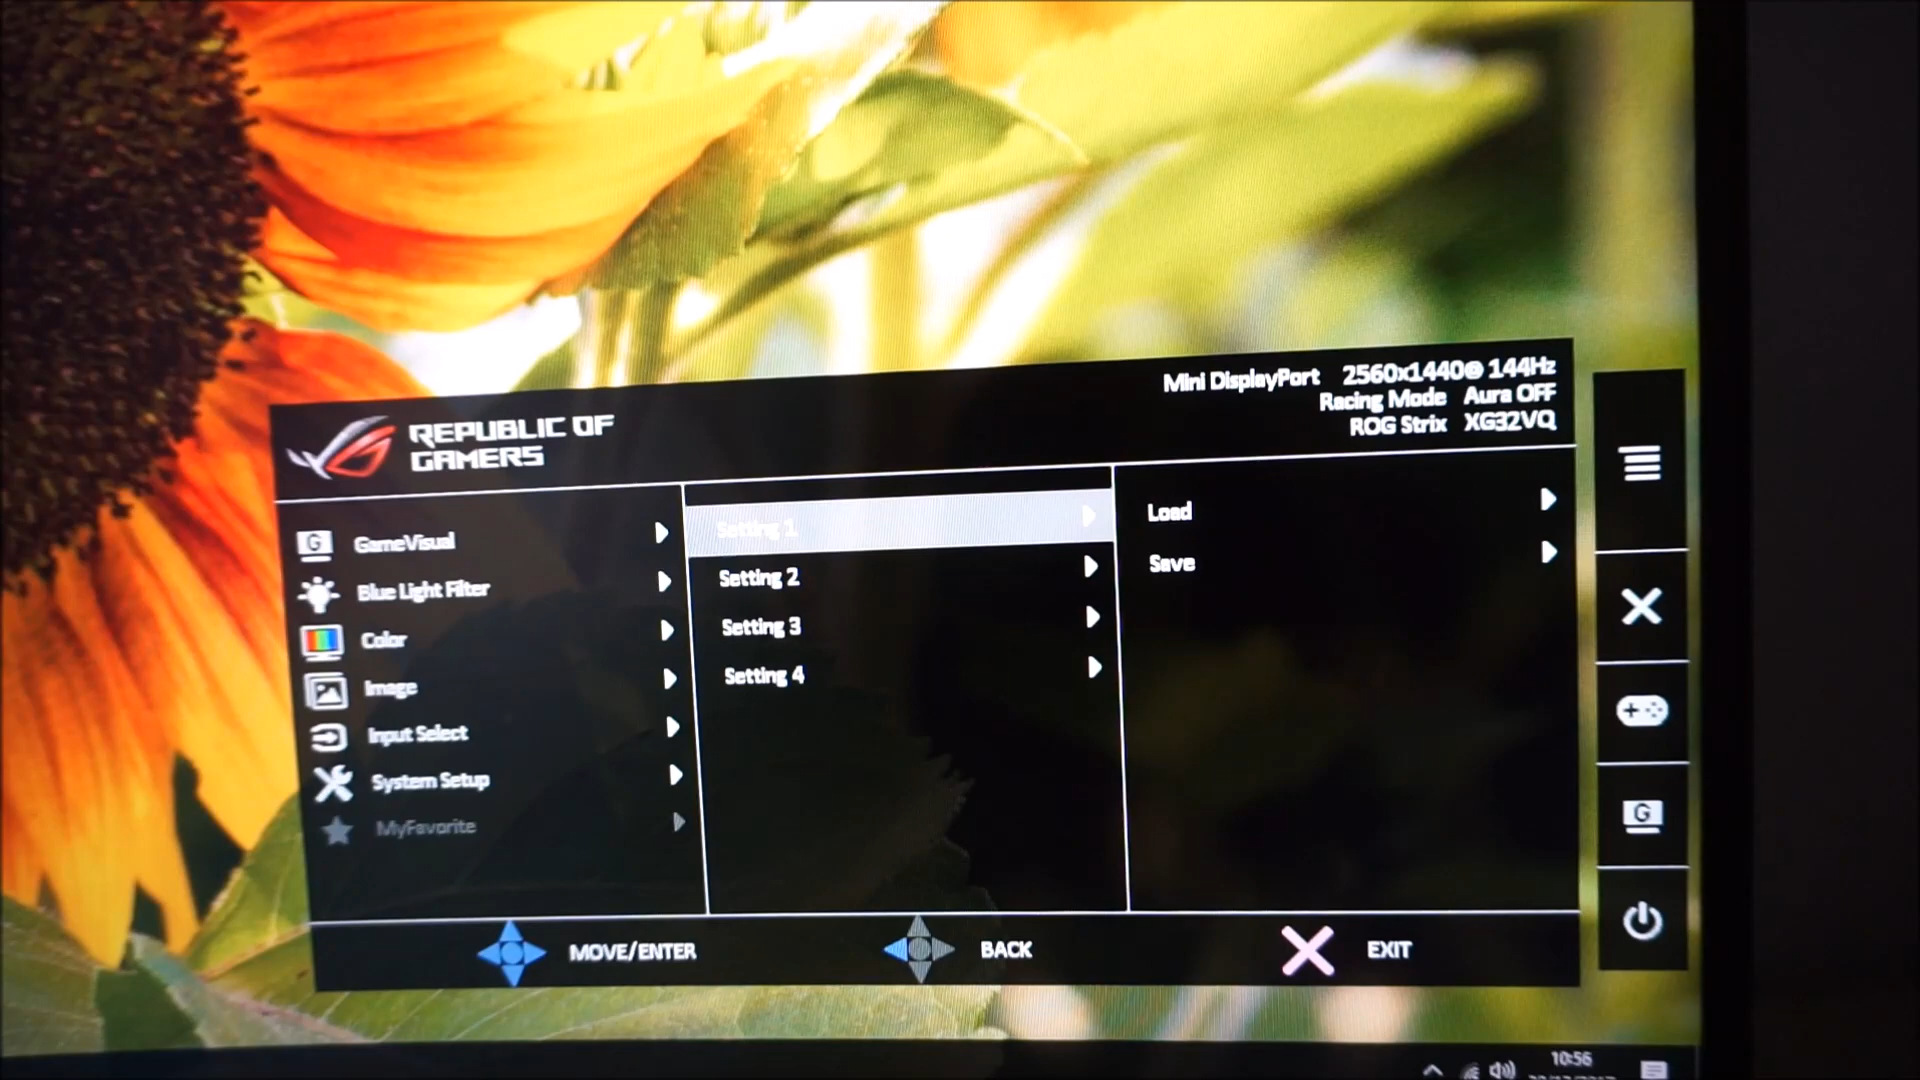 Mini DisplayPort 2560x1440@ 144Hz
Racing Mode Aura OFF
ROG Strix XG32VQ
REPUBLIC OF
GAMERS
GameVisual
Blue Light Filter
Color
Image
Input Select
System Setup
MyFavorite
Setting 1
Setting 2
Setting 3
Setting 4
Load
Save
MOVE/ENTER
BACK
EXIT
G
10:56